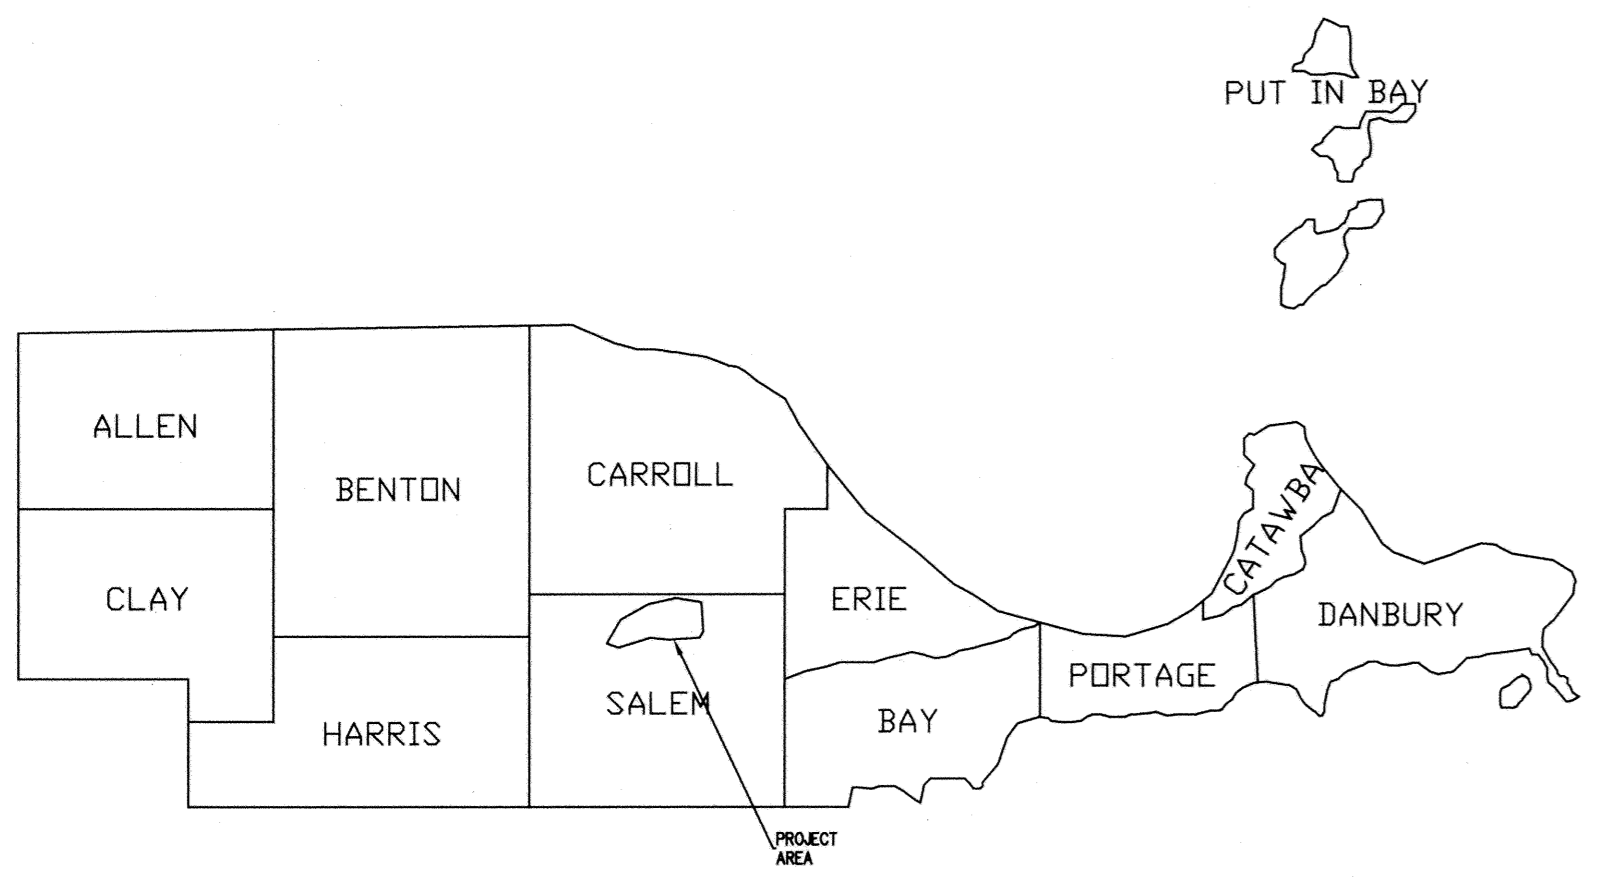 PUT IN BAY
ALLEN
BENTON
CARROLL
CATAWBA
CLAY
ERIE
DANBURY
PORTAGE
SALEM
HARRIS
BAY
PROJECT
AREA